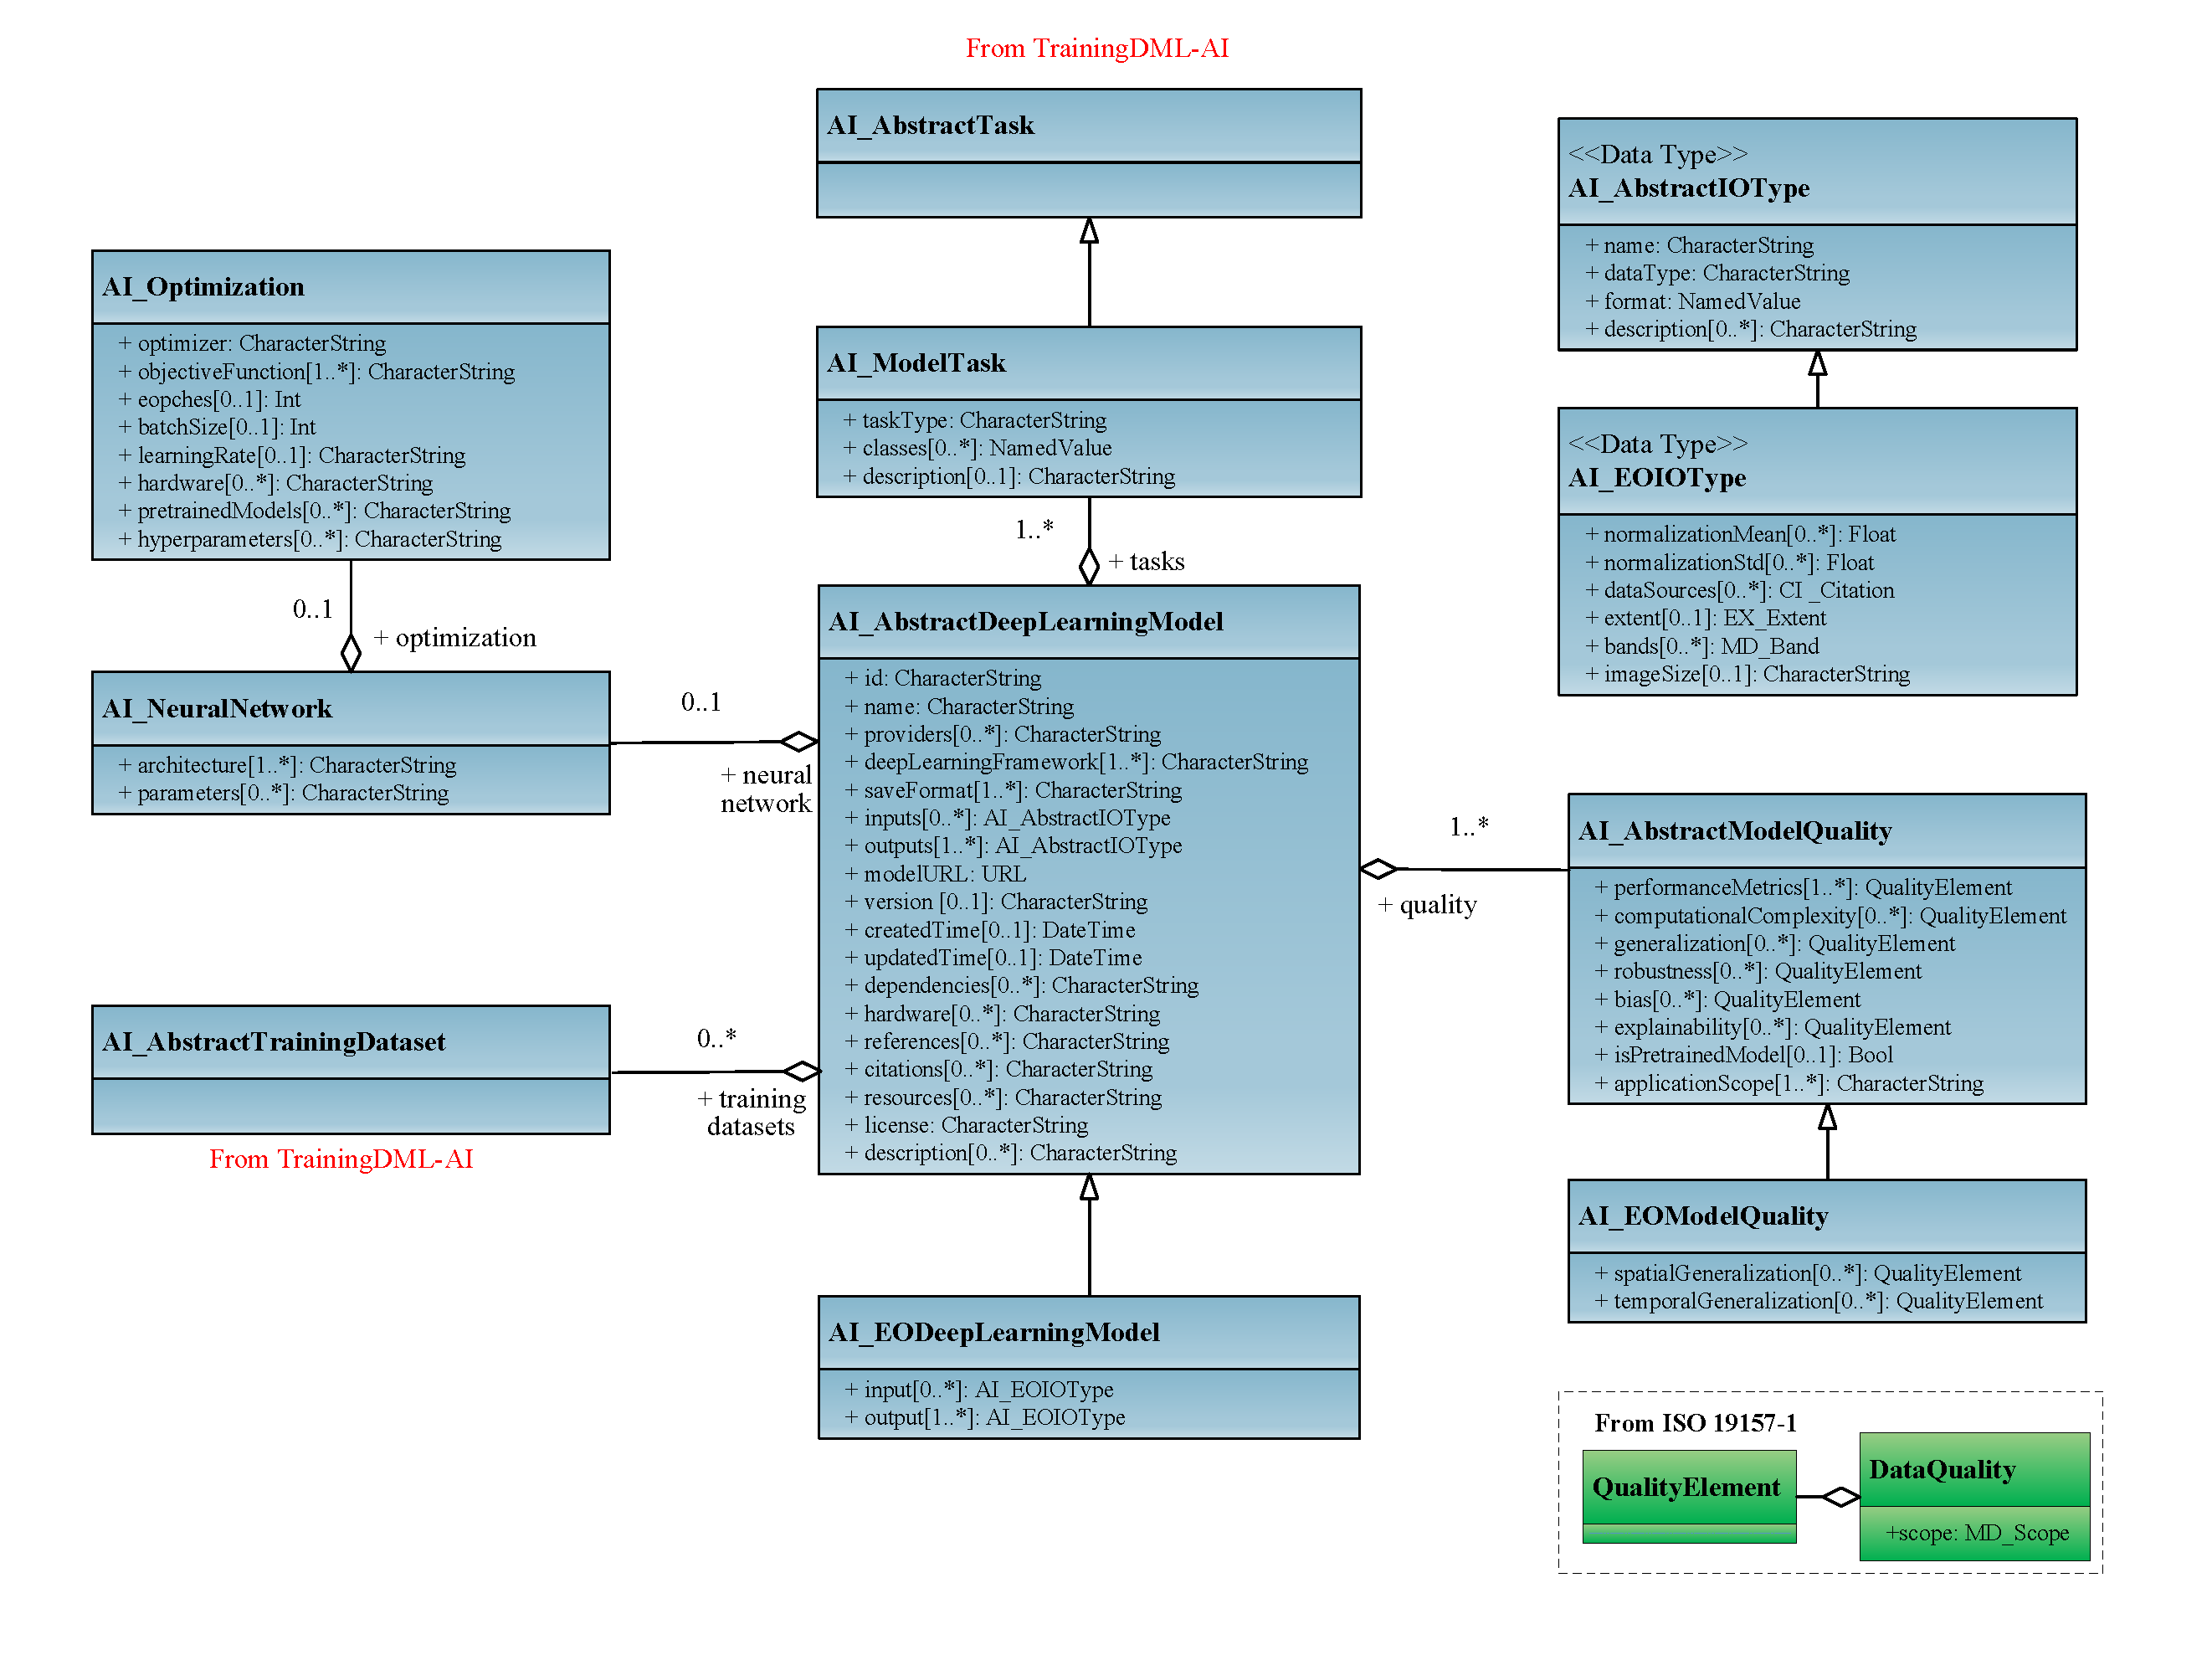 From TrainingDML-AI
AI_AbstractTask
<<Data Type>>
AI_AbstractIOType
+ name: CharacterString
+ dataType: CharacterString
+ format: NamedValue
+ description[0..*]: CharacterString
AI_Optimization
+ optimizer: CharacterString
+ objectiveFunction[1..*]: CharacterString
+ eopches[0..1]: Int
+ batchSize[0..1]: Int
+ learningRate[0..1]: CharacterString
+ hardware[0..*]: CharacterString
+ pretrainedModels[0..*]: CharacterString
+ hyperparameters[0..*]: CharacterString
AI_ModelTask
+ taskType: CharacterString
+ classes[0..*]: NamedValue
+ description[0..1]: CharacterString
<<Data Type>>
AI_EOIOType
+ normalizationMean[0..*]: Float
+ normalizationStd[0..*]: Float
+ dataSources[0..*]: CI _Citation
+ extent[0..1]: EX_Extent
+ bands[0..*]: MD_Band
+ imageSize[0..1]: CharacterString
1..*
+ tasks
0..1
+ optimization
AI_NeuralNetwork
+ architecture[1..*]: CharacterString
+ parameters[0..*]: CharacterString
0..1
+ neural
network
AI_AbstractDeepLearningModel
+ id: CharacterString
+ name: CharacterString
+ providers[0..*]: CharacterString
+ deepLearningFramework[1..*]: CharacterString
+ saveFormat[1..*]: CharacterString
+ inputs[0..*]: AI_AbstractIOType
+ outputs[1..*]: AI_AbstractIOType
+ modelURL: URL
+ version [0..1]: CharacterString
+ createdTime[0..1]: DateTime
+ updatedTime[0..1]: DateTime
+ dependencies[0..*]: CharacterString
+ hardware[0..*]: CharacterString
+ references[0..*]: CharacterString
+ citations[0..*]: CharacterString
+ resources[0..*]: CharacterString
+ license: CharacterString
+ description[0..*]: CharacterString
1..*
+ quality
AI_AbstractModelQuality
+ performanceMetrics[1..*]: QualityElement
+ computationalComplexity[0..*]: QualityElement
+ generalization[0..*]: QualityElement
+ robustness[0..*]: QualityElement
+ bias[0..*]: QualityElement
+ explainability[0..*]: QualityElement
+ isPretrainedModel[0..1]: Bool
+ applicationScope[1..*]: CharacterString
AI_AbstractTrainingDataset
From TrainingDML-AI
0..*
+ training
datasets
AI_EOModelQuality
+ spatialGeneralization[0..*]: QualityElement
+ temporalGeneralization[0..*]: QualityElement
AI_EODeepLearningModel
+ input[0..*]: AI_EOIOType
+ output[1..*]: AI_EOIOType
From ISO 19157-1
QualityElement
DataQuality
+scope: MD_Scope